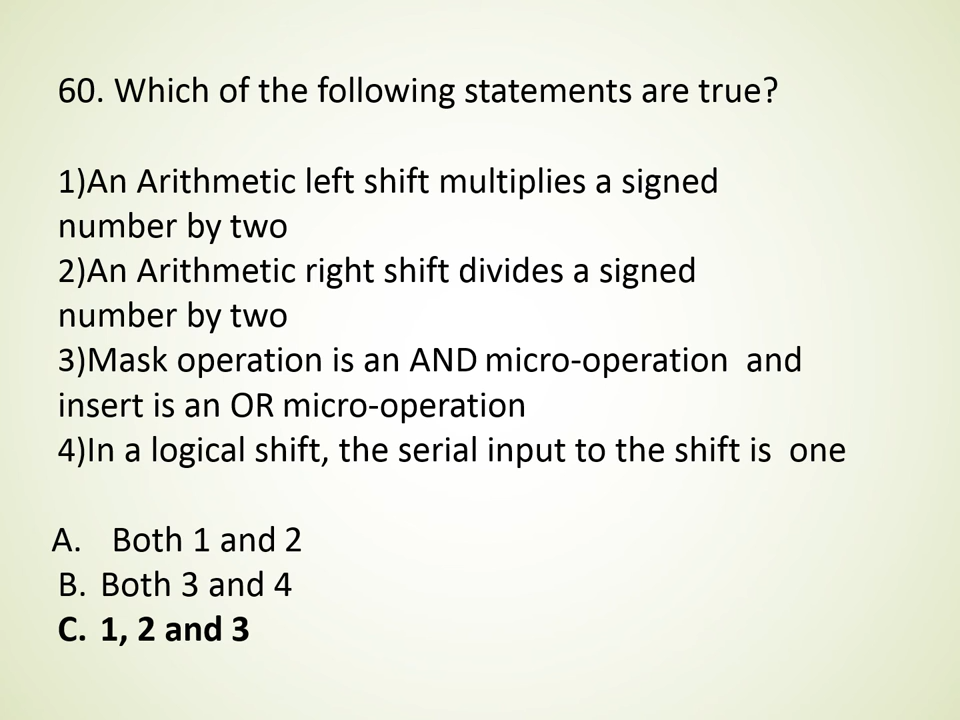 60. Which of the following statements are true?
1)An Arithmetic left shift multiplies a signed
number by two
2)An Arithmetic right shift divides a signed
number by two
3)Mask operation is an AND micro-operation and
insert is an OR micro-operation
4)In a logical shift, the serial input to the shift is one
A. Both 1 and 2
B. Both 3 and 4
C. 1, 2 and 3